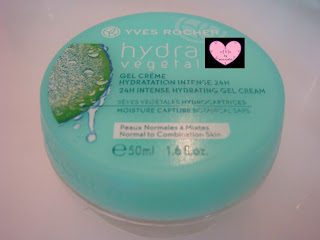 YVES ROCHER
hydra
végétal
GEL CRÈME
HYDRATATION INTENSE 24H
24H INTENSE HYDRATING GEL CREAM
SÈVES VÉGÉTALES HYDROCAPTRICES
MOISTURE CAPTURE BOTANICAL SAPS
Peaux Normales à Mixtes
Normal to Combination Skin
℮50ml 1.6 fl.oz.